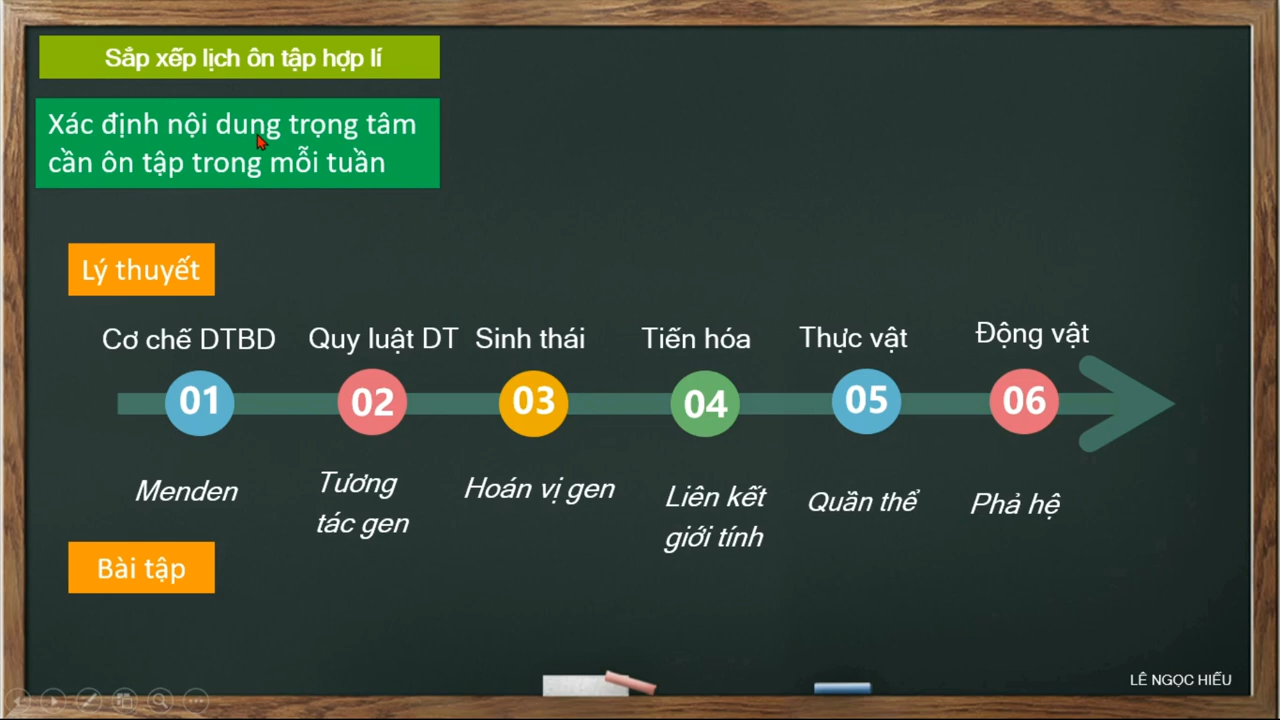 Sắp xếp lịch ôn tập hợp lí
Xác định nội dung trọng tâm
cần ôn tập trong mỗi tuần
Lý thuyết
Cơ chế DTBD
Quy luật DT
Sinh thái
Tiến hóa
Thực vật
Động vật
01
02
03
04
05
06
Menden
Tương
tác gen
Hoán vị gen
Liên kết
giới tính
Quần thể
Phả hệ
Bài tập
LÊ NGỌC HIẾU